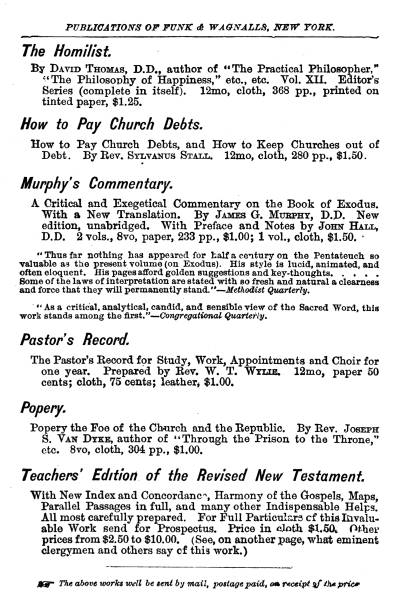 PUBLICATIONS OF FUNK & WAGNALLS, NEW YORK.
The Homilist.
By DAVID THOMAS, D.D., author of "The Practical Philosopher,"
"The Philosophy of Happiness," etc., etc. Vol. XII. Editor's
Series (complete in itself). 12mo, cloth, 368 pp., printed on
tinted paper, $1.25.
How to Pay Church Debts.
How to Pay Church Debts, and How to Keep Churches out of
Debt. By Rev. SYLVANUS STALL. 12mo, cloth, 280 pp., $1.50.
Murphy's Commentary.
A Critical and Exegetical Commentary on the Book of Exodus.
With a New Translation. By JAMES G. MURPHY, D.D. New
edition, unabridged. With Preface and Notes by JOHN HALL,
D.D. 2 vols., 8vo, paper, 233 pp., $1.00; 1 vol., cloth, $1.50.
"Thus far nothing has appeared for half a century on the Pentateuch so
valuable as the present volume (on Exodus). His style is lucid, animated, and
often eloquent. His pages afford golden suggestions and key-thoughts. . . . .
Some of the laws of interpretation are stated with so fresh and natural a clearness
and force that they will permanently stand."—Methodist Quarterly.
"As a critical, analytical, candid, and sensible view of the Sacred Word, this
work stands among the first."—Congregational Quarterly.
Pastor's Record.
The Pastor's Record for Study, Work, Appointments and Choir for
one year. Prepared by Rev. W. T. WYLIE. 12mo, paper 50
cents; cloth, 75 cents; leather, $1.00.
Popery.
Popery the Foe of the Church and the Republic. By Rev. JOSEPH
S. VAN DYKE, author of "Through the Prison to the Throne,"
etc. 8vo, cloth, 304 pp., $1.00.
Teachers' Edition of the Revised New Testament.
With New Index and Concordance, Harmony of the Gospels, Maps,
Parallel Passages in full, and many other Indispensable Helps.
All most carefully prepared. For Full Particulars of this Invalu-
able Work send for Prospectus. Price in cloth $1.50. Other
prices from $2.50 to $10.00. (See, on another page, what eminent
clergymen and others say of this work.)
☞ The above works will be sent by mail, postage paid, on receipt of the price